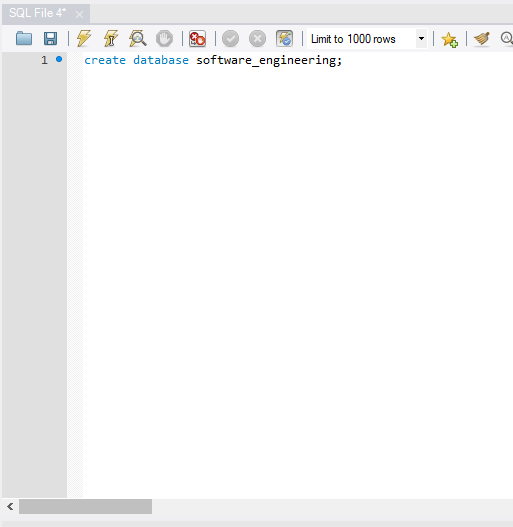 SQL File 4*
Limit to 1000 rows
1 create database software_engineering;